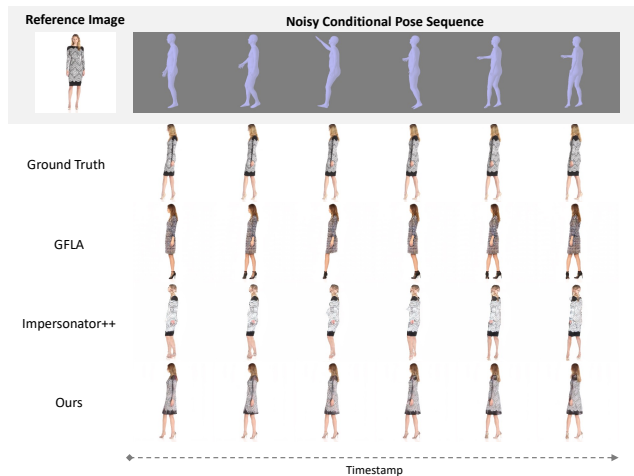 Reference Image
Noisy Conditional Pose Sequence
Ground Truth
GFLA
Impersonator++
Ours
Timestamp